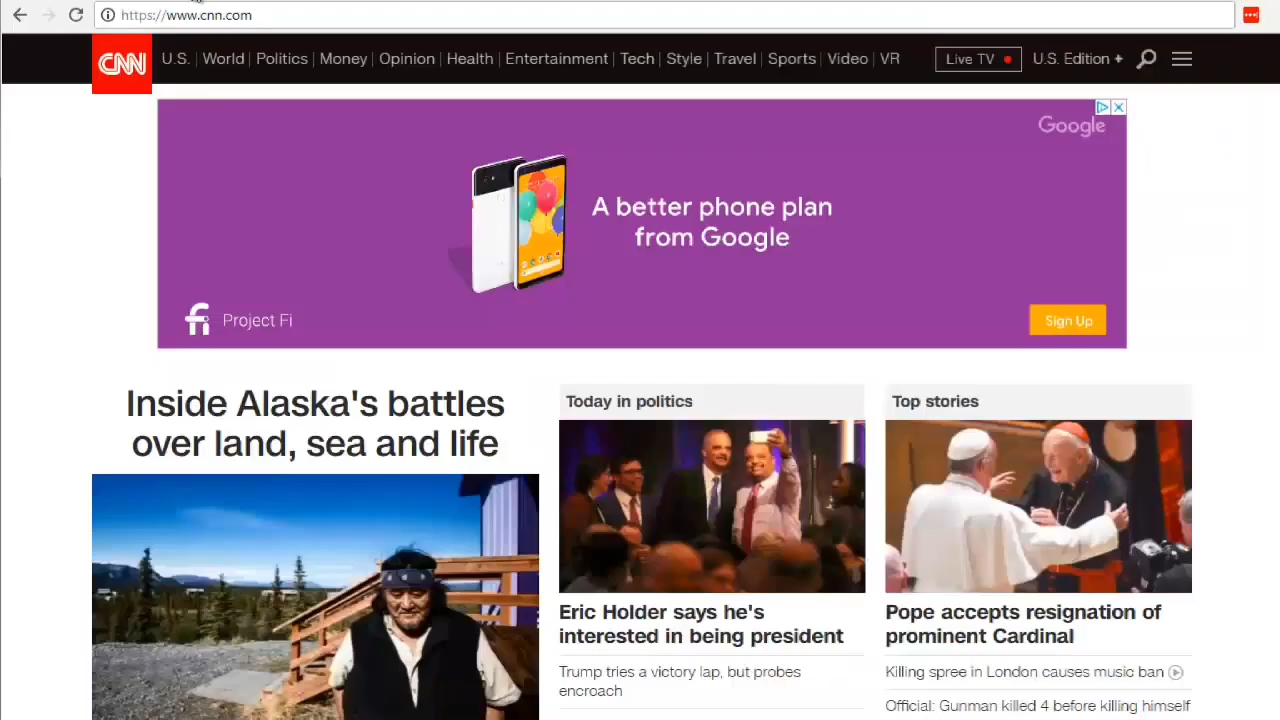 https://www.cnn.com
CNN U.S. World Politics Money Opinion Health Entertainment Tech Style Travel Sports Video VR Live TV U.S. Edition +
Google
A better phone plan
from Google
fi Project Fi
Sign Up
Inside Alaska's battles
over land, sea and life
Today in politics
Eric Holder says he's
interested in being president
Trump tries a victory lap, but probes
encroach
Top stories
Pope accepts resignation of
prominent Cardinal
Killing spree in London causes music ban
Official: Gunman killed 4 before killing himself